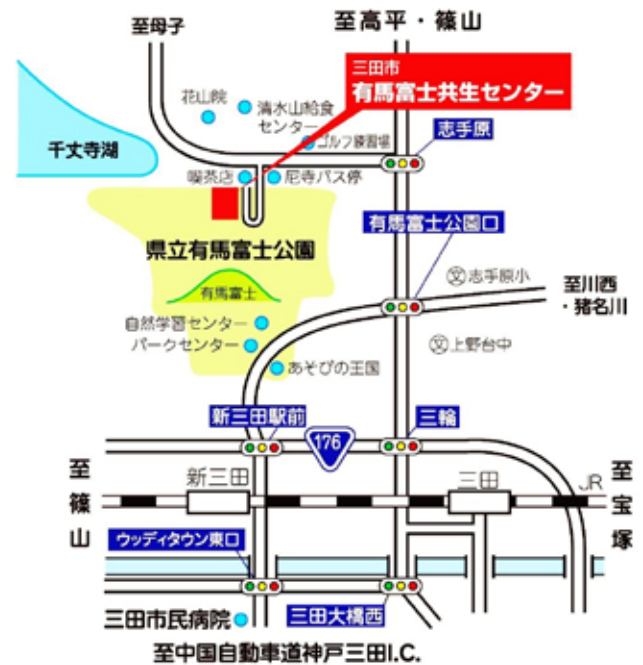 至母子
至高平・篠山
三田市
有馬富士共生センター
花山院
清水山給食
センター
ゴルフ練習場
志手原
千丈寺湖
喫茶店
尼寺バス停
有馬富士公園口
県立有馬富士公園
文 志手原小
至川西
・猪名川
有馬富士
自然学習センター
パークセンター
文 上野台中
あそびの王国
新三田駅前
176
三輪
至篠山
新三田
三田
JR
至宝塚
ウッディタウン東口
三田市民病院
三田大橋西
至中国自動車道神戸三田I.C.